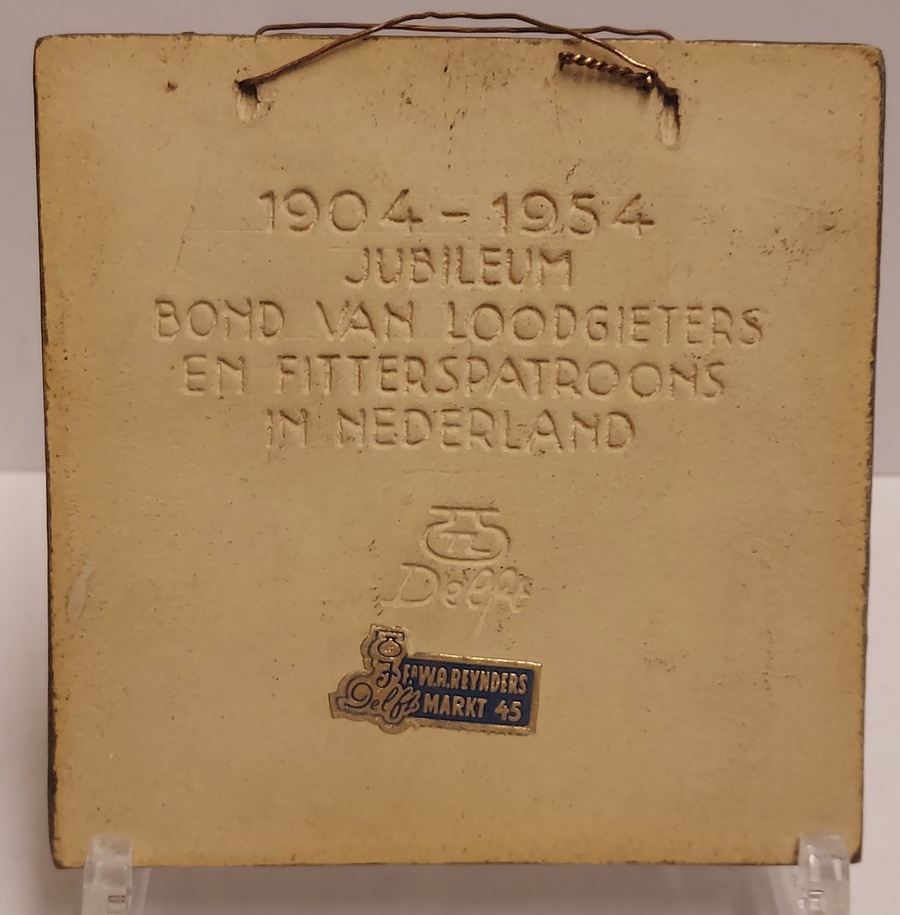 1904 - 1954
JUBILEUM
BOND VAN LOODGIETERS
EN FITTERSPATROONS
IN NEDERLAND
Delft
Delft
Fa W.A. REYNDERS
MARKT 45